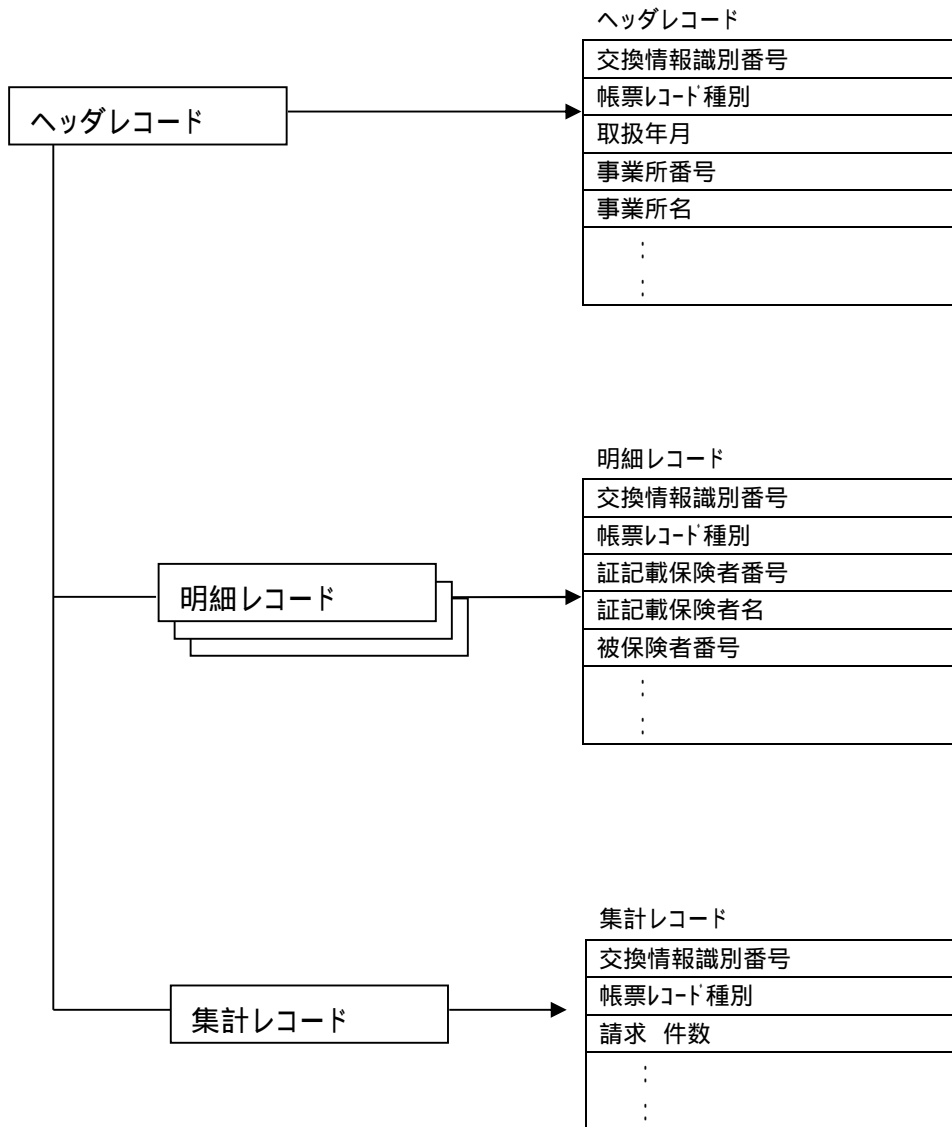 ヘッダレコード
交換情報識別番号
帳票ﾚｺｰﾄﾞ種別
取扱年月
事業所番号
事業所名
:
:
ヘッダレコード
明細レコード
交換情報識別番号
帳票ﾚｺｰﾄﾞ種別
証記載保険者番号
証記載保険者名
被保険者番号
:
:
明細レコード
集計レコード
交換情報識別番号
帳票ﾚｺｰﾄﾞ種別
請求 件数
:
:
集計レコード